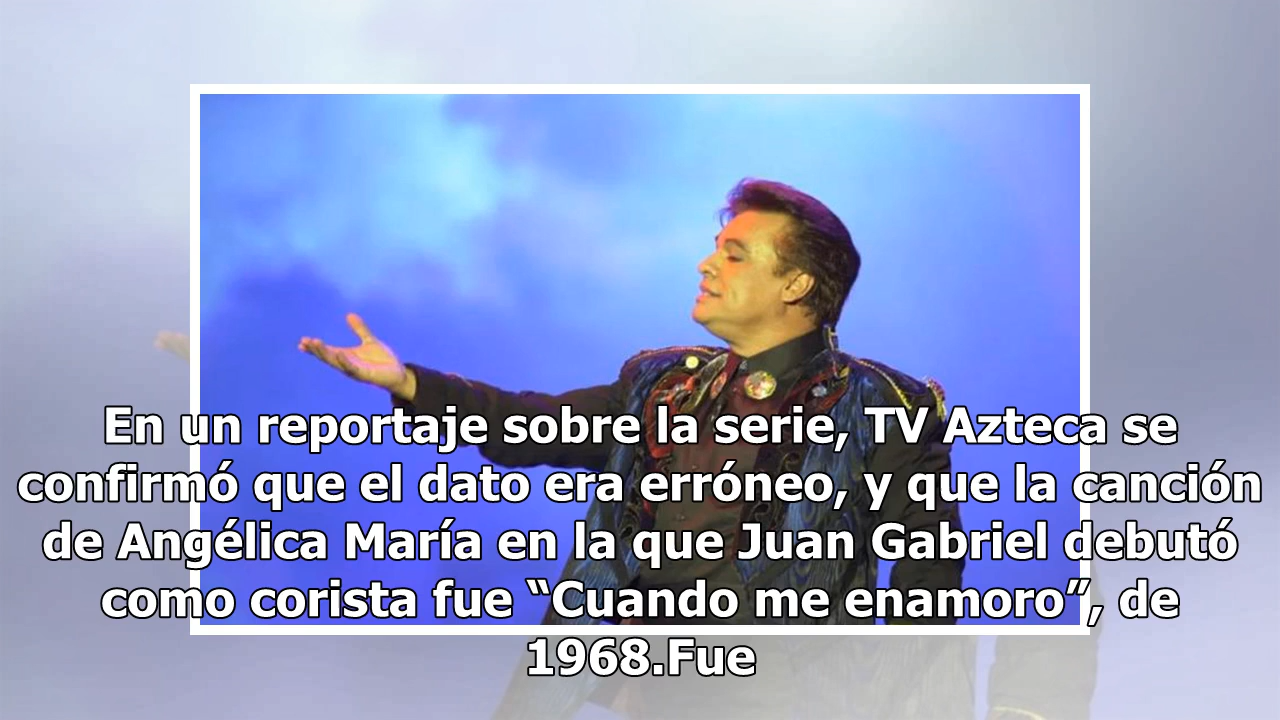 En un reportaje sobre la serie, TV Azteca se
confirmó que el dato era erróneo, y que la canción
de Angélica María en la que Juan Gabriel debutó
como corista fue “Cuando me enamoro”, de
1968.Fue